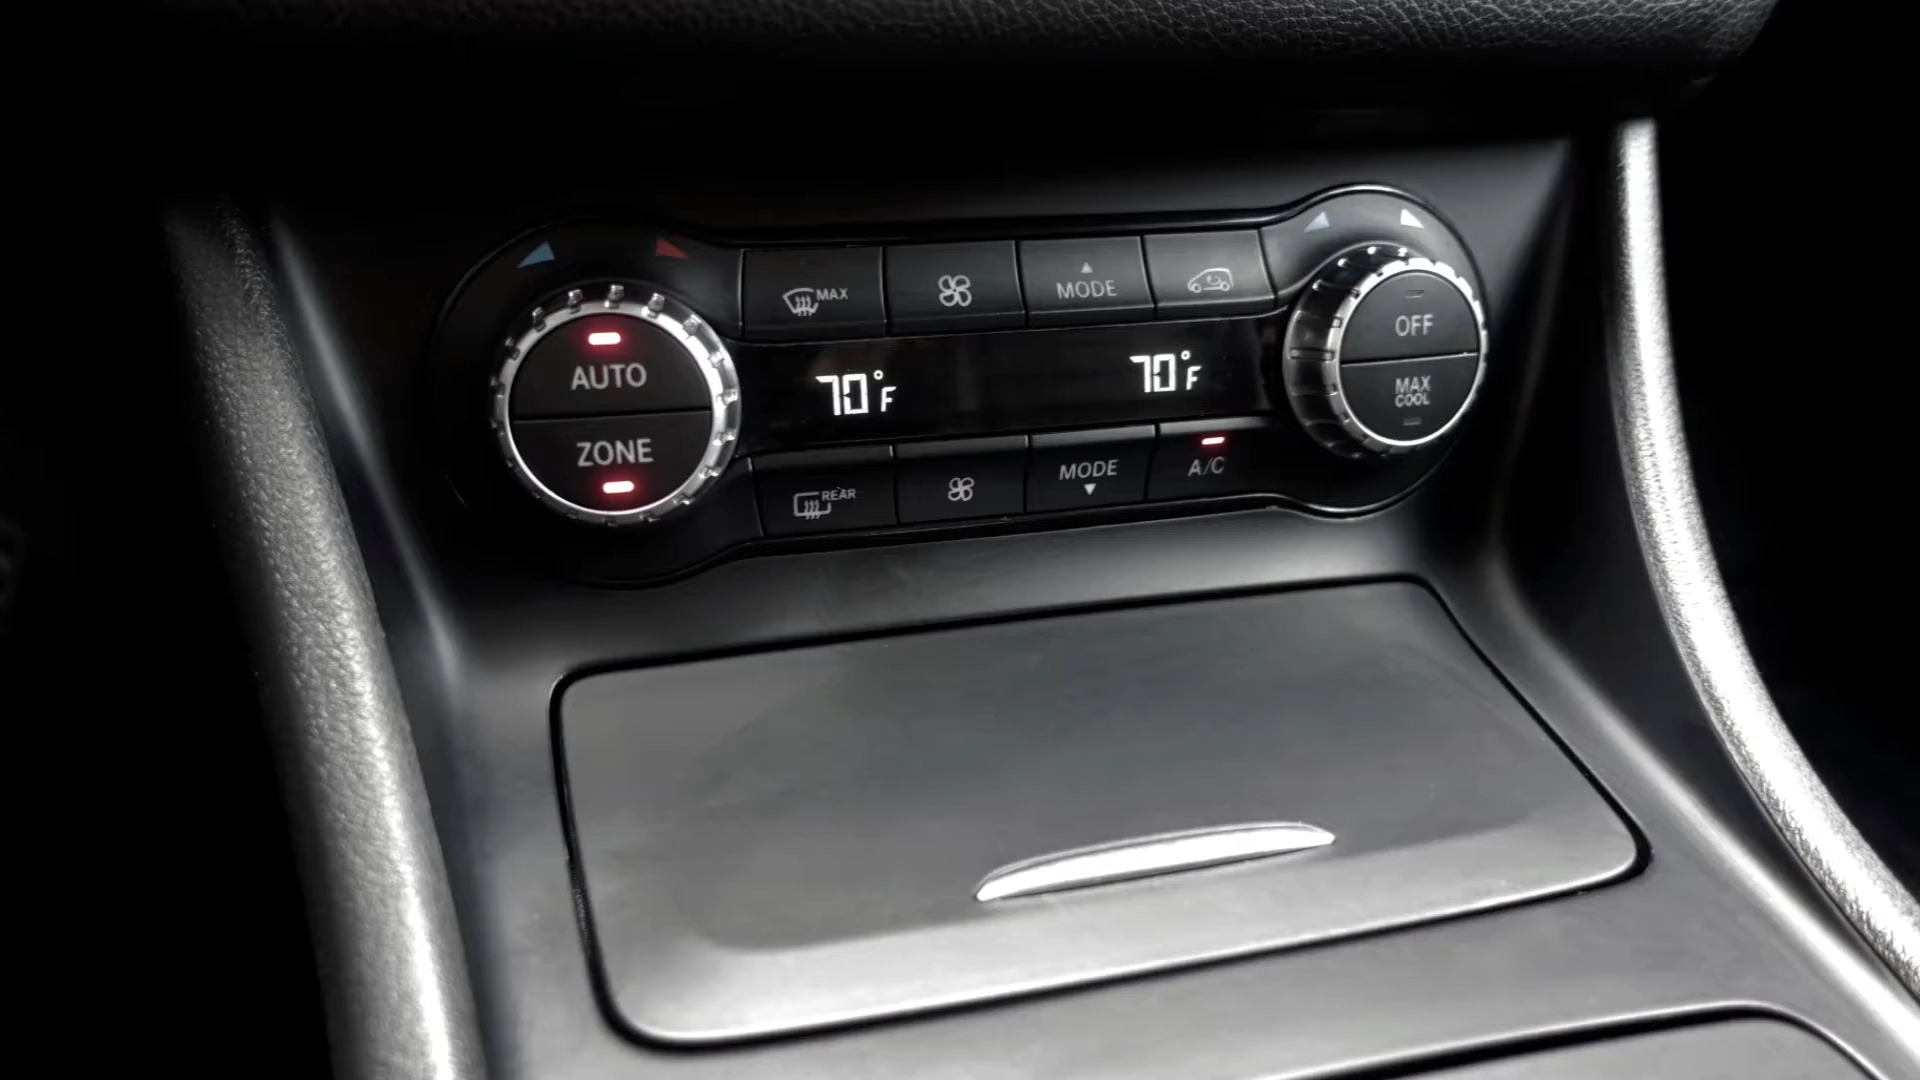 MAX
MODE
OFF
AUTO
70°F
70°F
MAX
COOL
ZONE
REAR
MODE
A/C